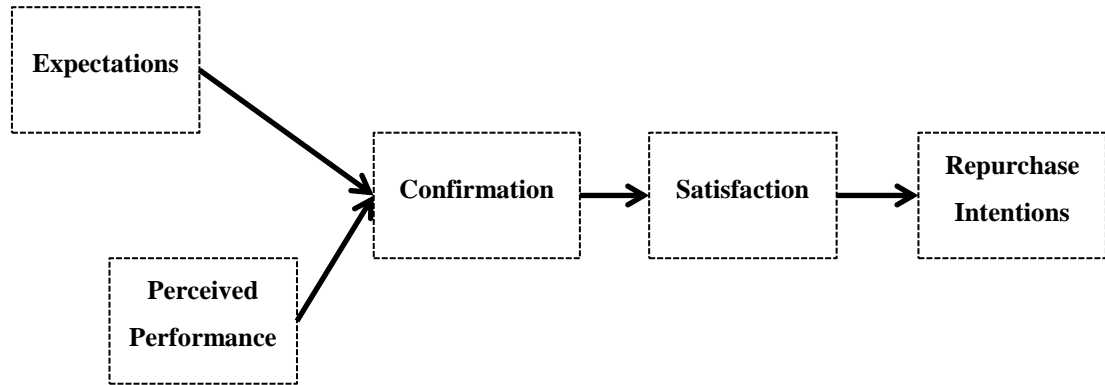 Expectations
Confirmation
Satisfaction
Repurchase
Intentions
Perceived
Performance